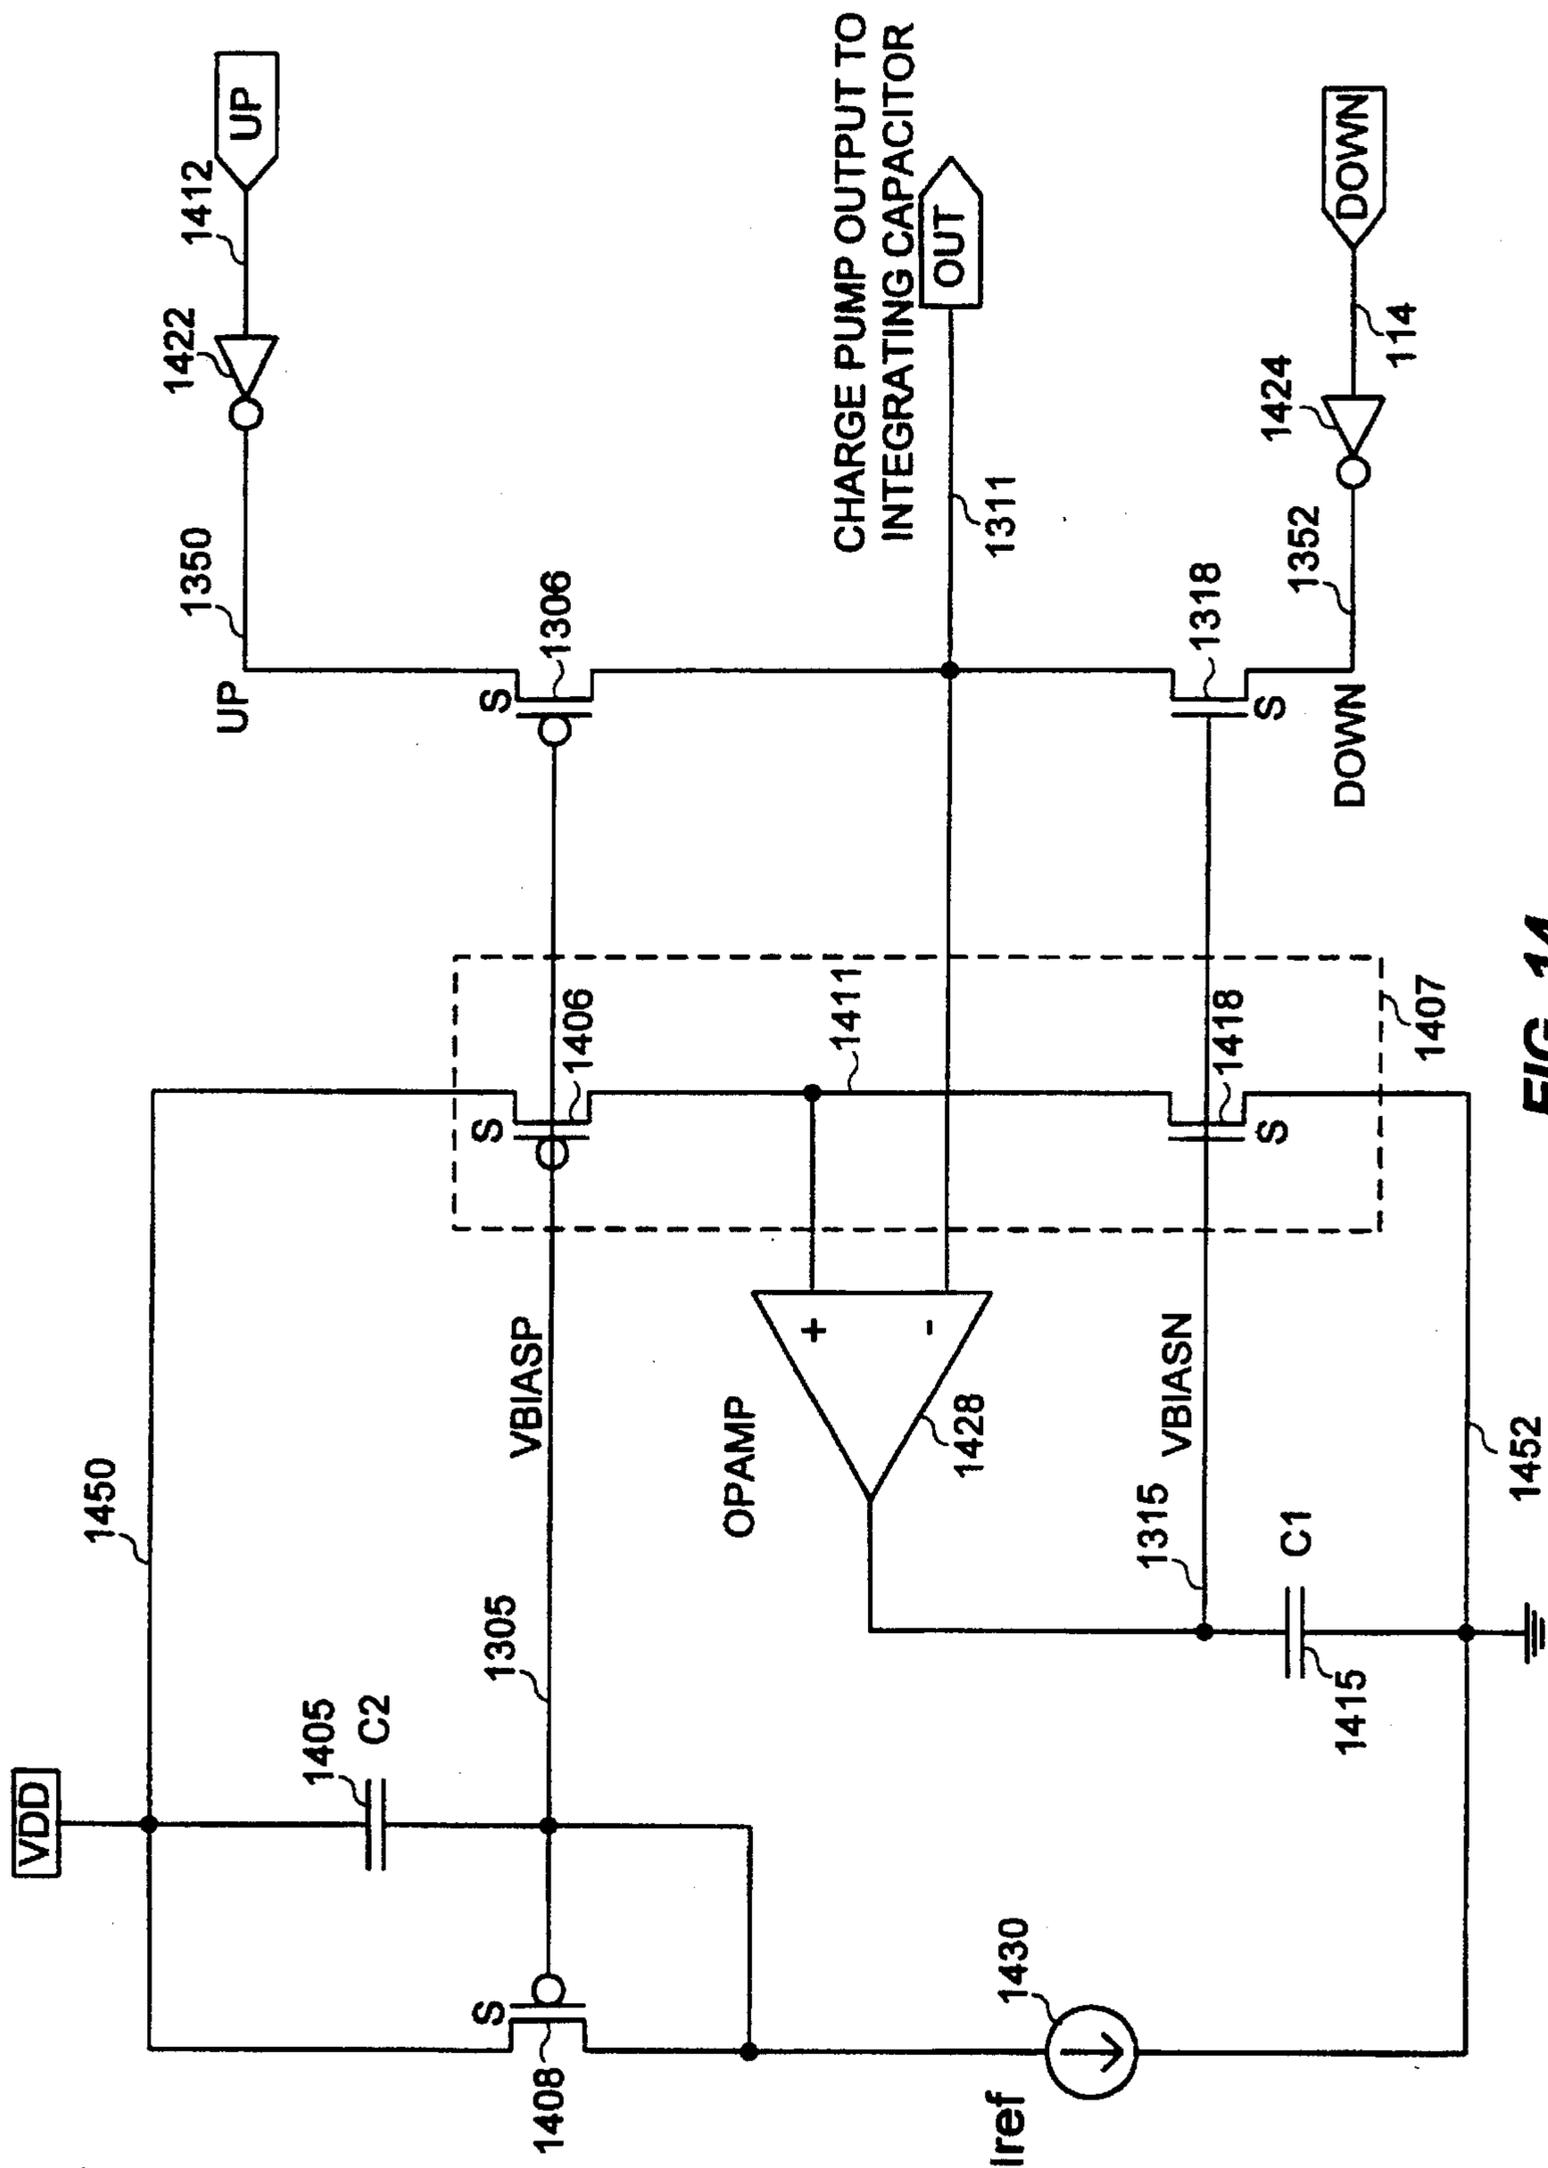 VDD
1450
1405
C2
1408
S
1305
VBIASP
Iref
1430
OPAMP
1428
+
-
1315
VBIASN
C1
1415
1452
S
1406
1411
1418
S
1407
UP
1350
1422
1412
UP
S
1306
CHARGE PUMP OUTPUT TO
INTEGRATING CAPACITOR
OUT
1311
1318
S
DOWN
1352
1424
114
DOWN
FIG. 14